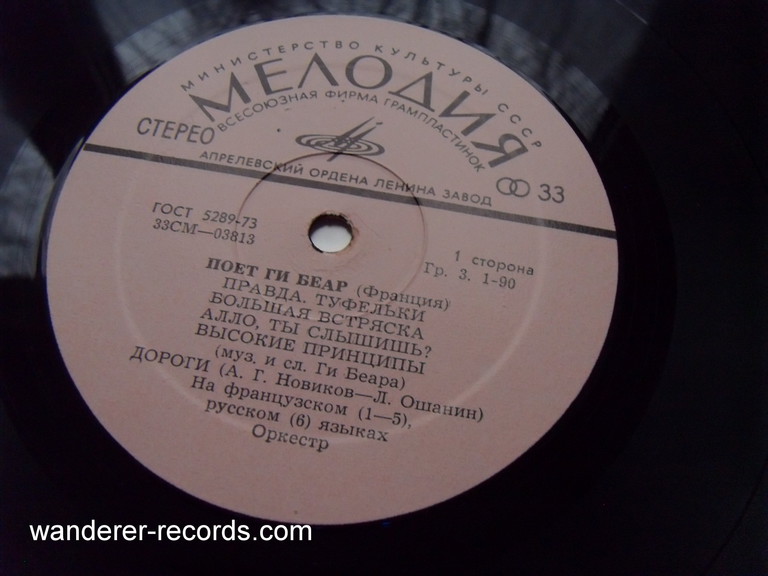 МИНИСТЕРСТВО КУЛЬТУРЫ СССР
МЕЛОДИЯ
ВСЕСОЮЗНАЯ ФИРМА ГРАМПЛАСТИНОК
СТЕРЕО
АПРЕЛЕВСКИЙ ОРДЕНА ЛЕНИНА ЗАВОД
33
ГОСТ 5289-73
33СМ—03813
1 сторона
Гр. 3. 1-90
ПОЕТ ГИ БЕАР (Франция)
ПРАВДА. ТУФЕЛЬКИ
БОЛЬШАЯ ВСТРЯСКА
АЛЛО, ТЫ СЛЫШИШЬ?
ВЫСОКИЕ ПРИНЦИПЫ
(муз. и сл. Ги Беара)
ДОРОГИ (А. Г. Новиков—Л. Ошанин)
На французском (1—5),
русском (6) языках
Оркестр
wanderer-records.com